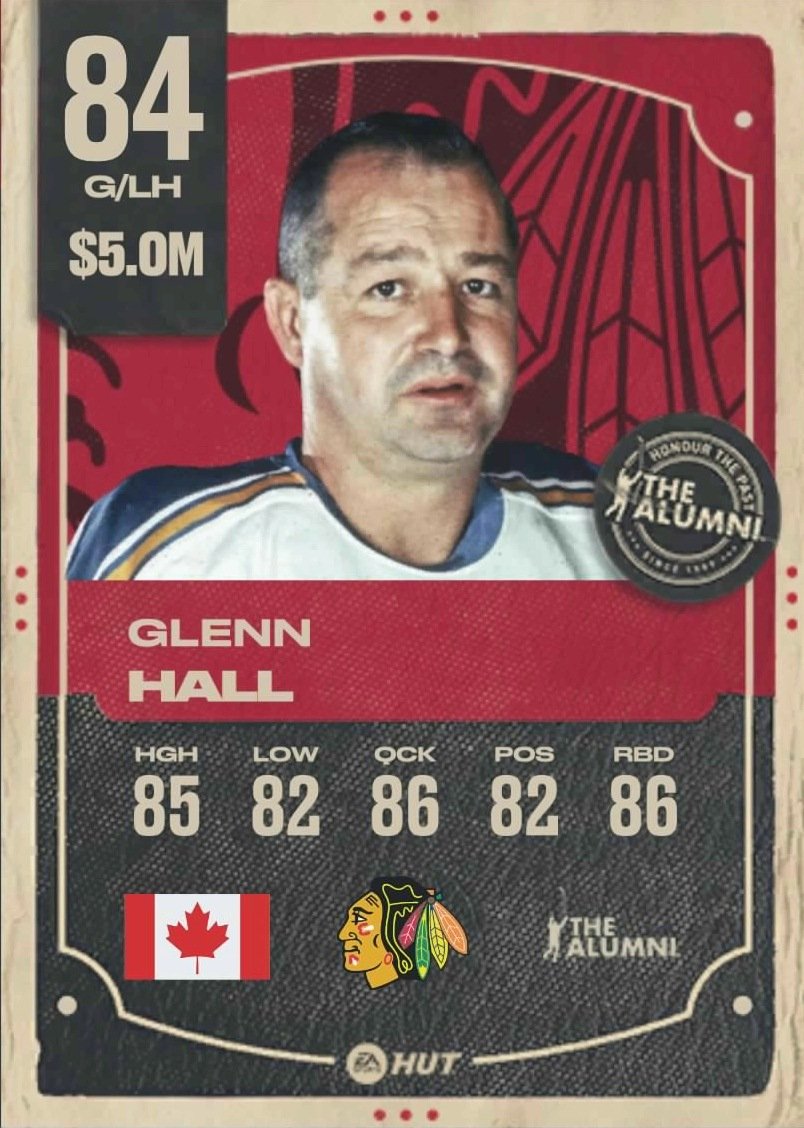 84
G/LH
$5.0M
HONOUR THE PAST
THE
ALUMNI
GLENN
HALL
HGH LOW QCK POS RBD
85 82 86 82 86
THE
ALUMNI
EA HUT